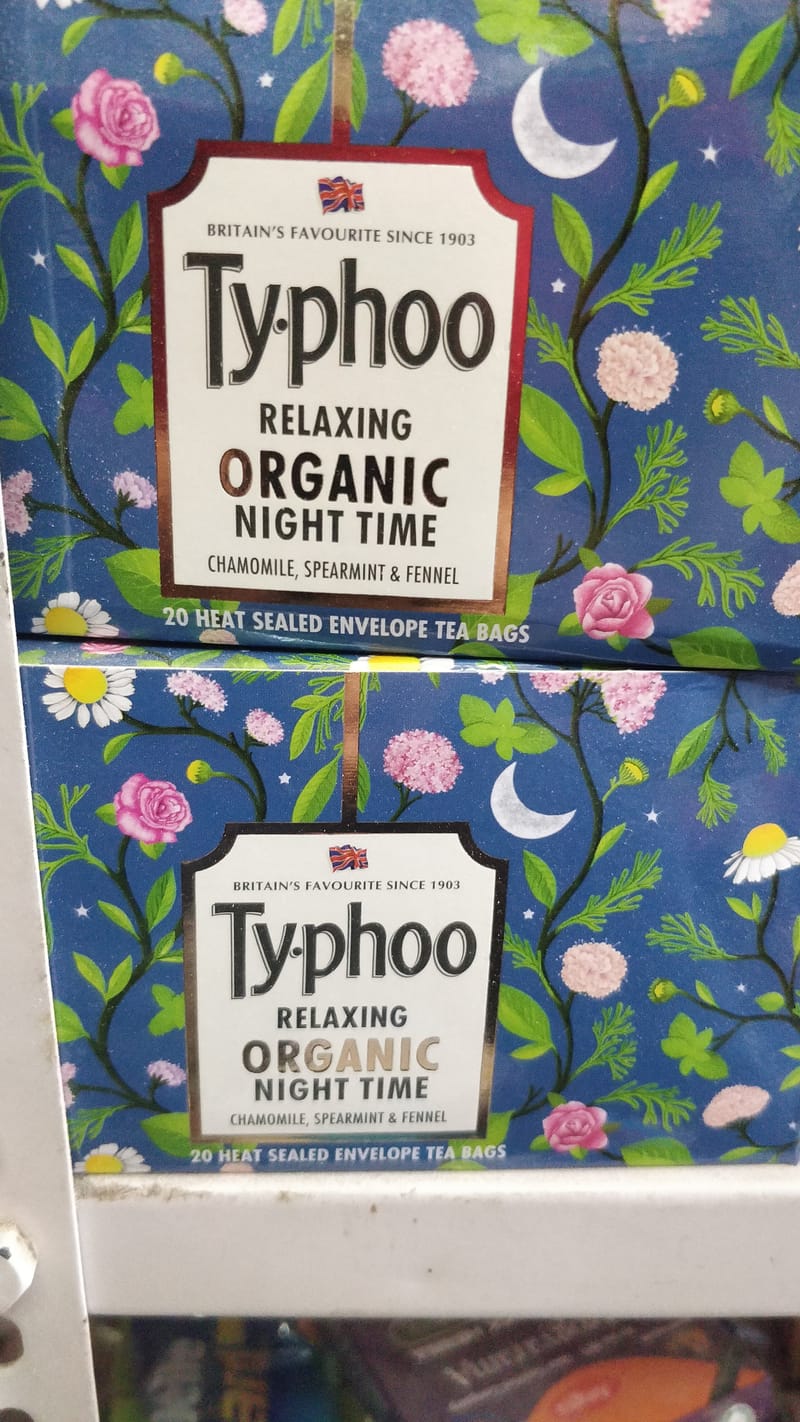 BRITAIN'S FAVOURITE SINCE 1903
Ty·phoo
RELAXING
ORGANIC
NIGHT TIME
CHAMOMILE, SPEARMINT & FENNEL
20 HEAT SEALED ENVELOPE TEA BAGS
BRITAIN'S FAVOURITE SINCE 1903
Ty·phoo
RELAXING
ORGANIC
NIGHT TIME
CHAMOMILE, SPEARMINT & FENNEL
20 HEAT SEALED ENVELOPE TEA BAGS